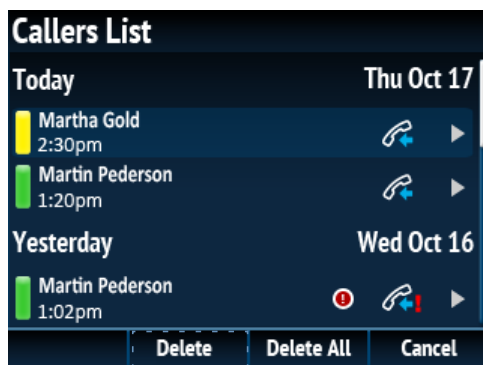 Callers List
Today Thu Oct 17
Martha Gold
2:30pm
Martin Pederson
1:20pm
Yesterday Wed Oct 16
Martin Pederson
1:02pm
Delete Delete All Cancel